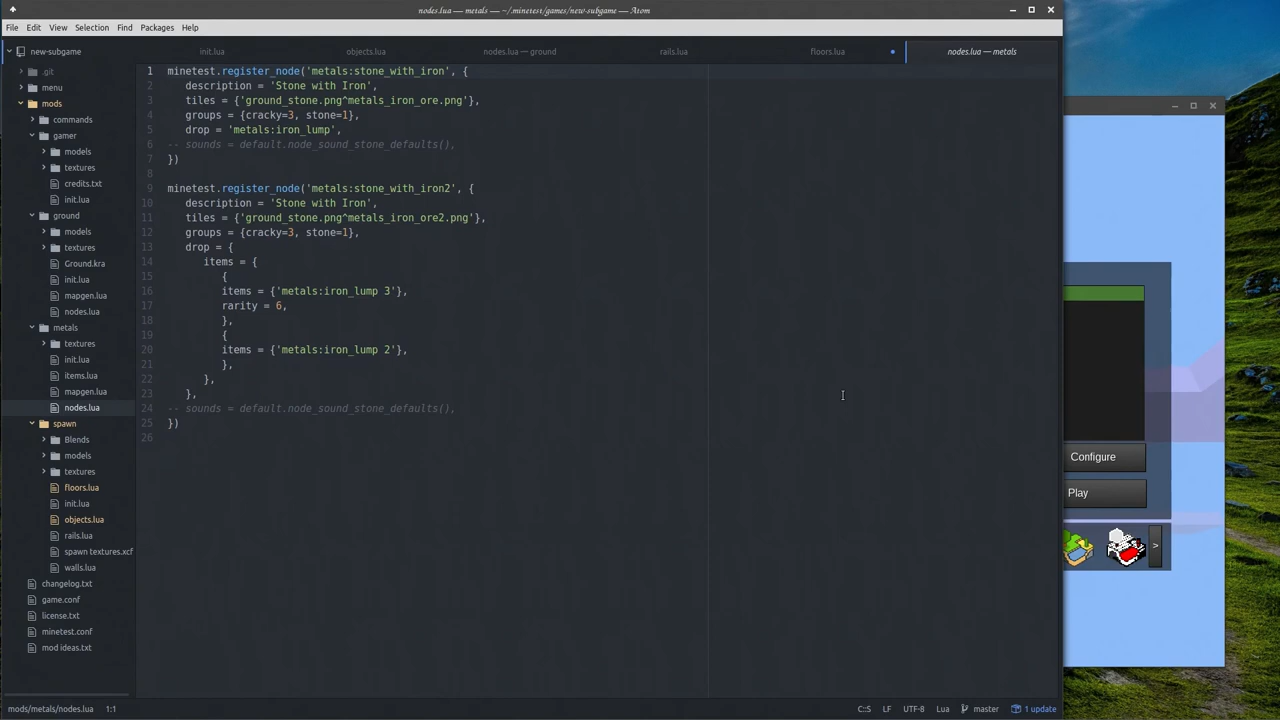 nodes.lua — metals — ~/.minetest/games/new-subgame — Atom
File Edit View Selection Find Packages Help
new-subgame
.git
menu
mods
commands
gamer
models
textures
credits.txt
init.lua
ground
models
textures
Ground.kra
init.lua
mapgen.lua
nodes.lua
metals
textures
init.lua
items.lua
mapgen.lua
nodes.lua
spawn
Blends
models
textures
floors.lua
init.lua
objects.lua
rails.lua
spawn textures.xcf
walls.lua
changelog.txt
game.conf
license.txt
minetest.conf
mod ideas.txt
init.lua objects.lua nodes.lua — ground rails.lua floors.lua nodes.lua — metals
1 minetest.register_node('metals:stone_with_iron', {
2 description = 'Stone with Iron',
3 tiles = {'ground_stone.png^metals_iron_ore.png'},
4 groups = {cracky=3, stone=1},
5 drop = 'metals:iron_lump',
6 -- sounds = default.node_sound_stone_defaults(),
7 })
8
9 minetest.register_node('metals:stone_with_iron2', {
10 description = 'Stone with Iron',
11 tiles = {'ground_stone.png^metals_iron_ore2.png'},
12 groups = {cracky=3, stone=1},
13 drop = {
14 items = {
15 {
16 items = {'metals:iron_lump 3'},
17 rarity = 6,
18 },
19 {
20 items = {'metals:iron_lump 2'},
21 },
22 },
23 },
24 -- sounds = default.node_sound_stone_defaults(),
25 })
26
Configure
Play
>
mods/metals/nodes.lua 1:1 C::S LF UTF-8 Lua master 1 update